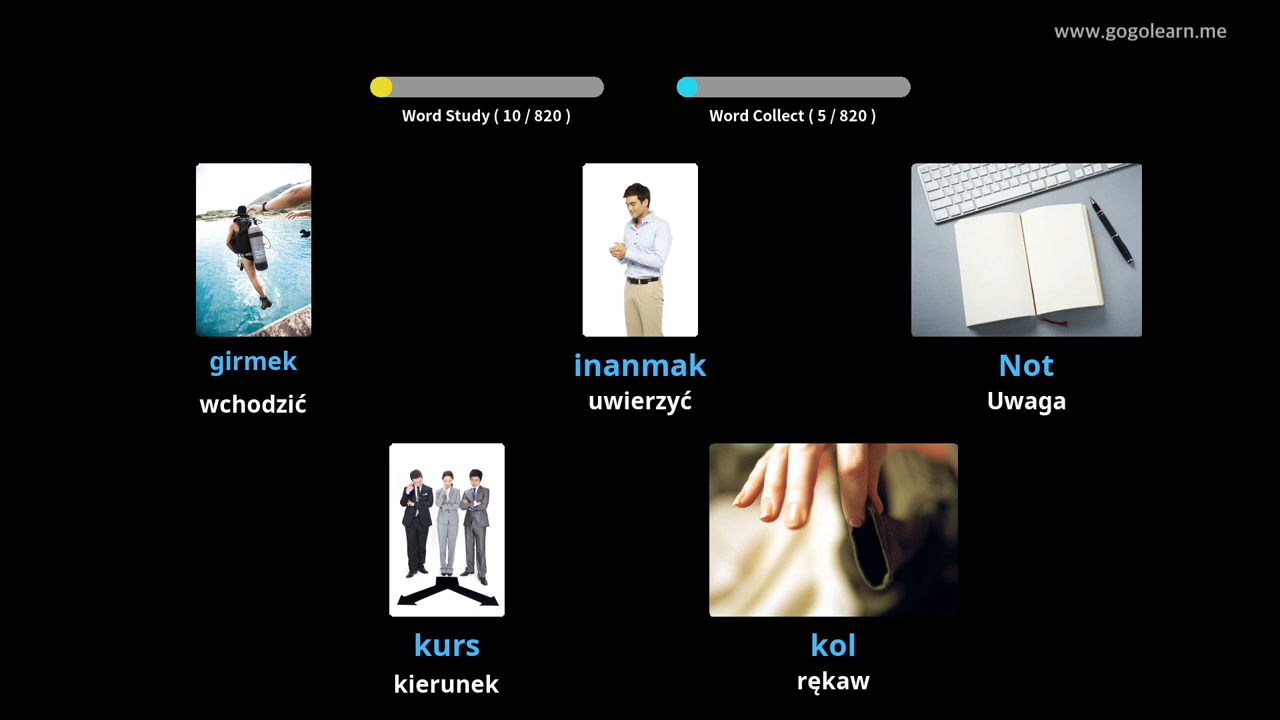 www.gogolearn.me
Word Study ( 10 / 820 )
Word Collect ( 5 / 820 )
girmek
wchodzić
inanmak
uwierzyć
Not
Uwaga
kurs
kierunek
kol
rękaw